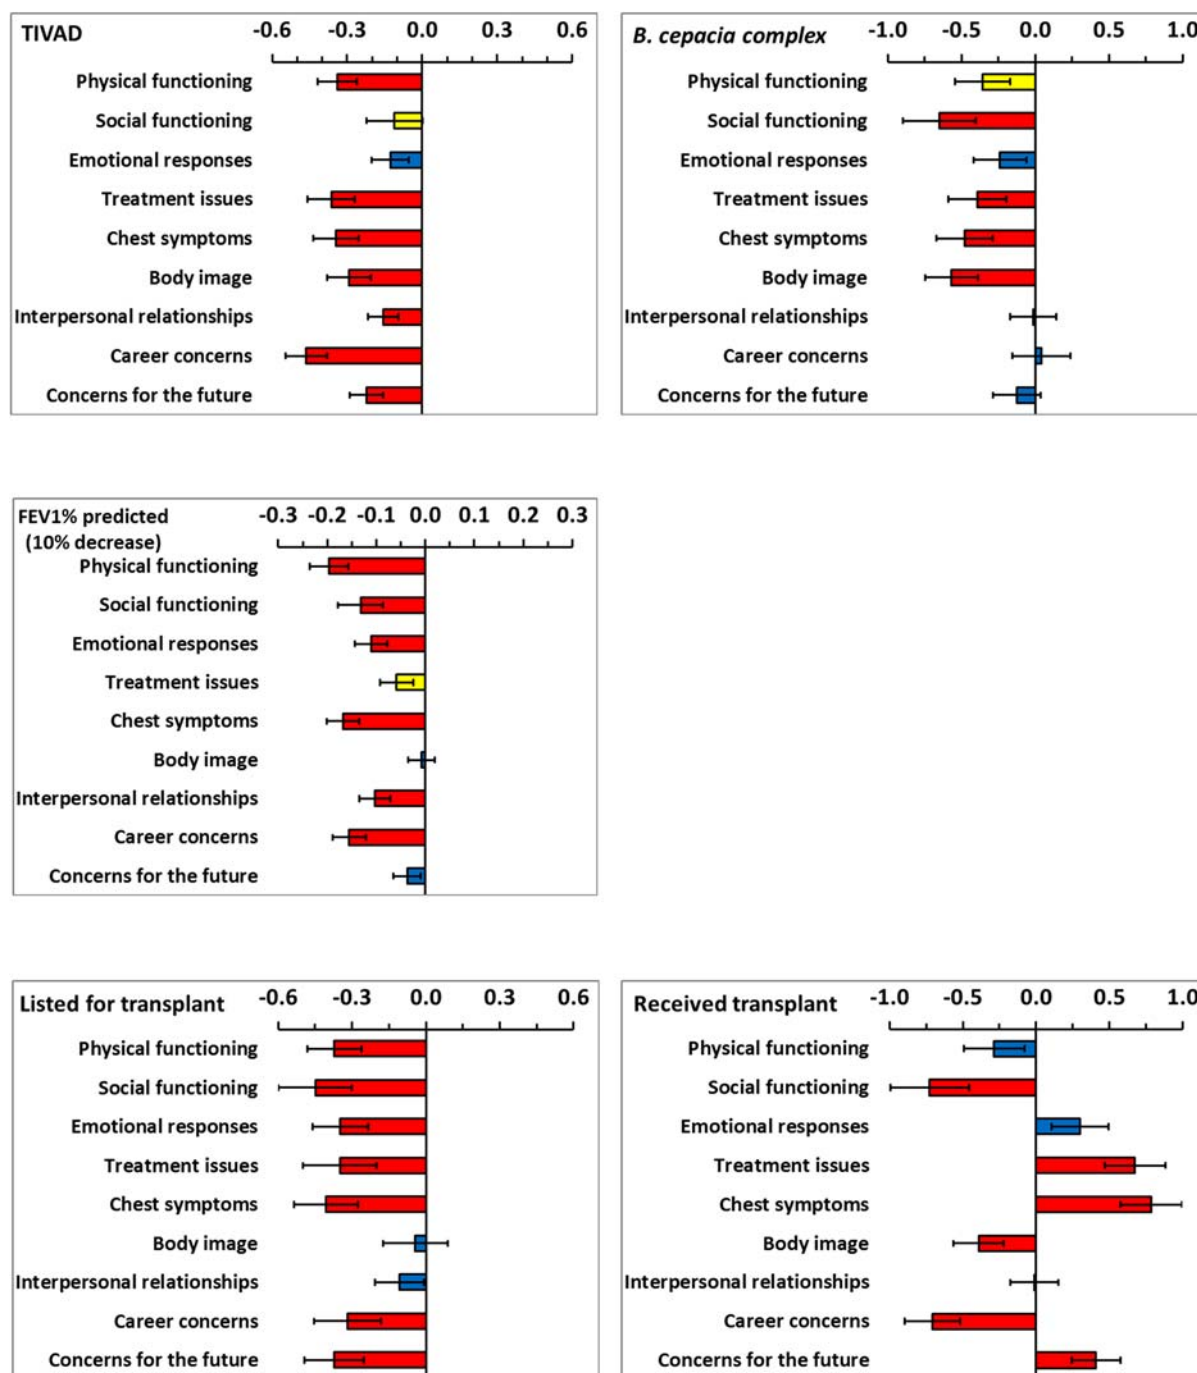 TIVAD
-0.6 -0.3 0.0 0.3 0.6
Physical functioning
Social functioning
Emotional responses
Treatment issues
Chest symptoms
Body image
Interpersonal relationships
Career concerns
Concerns for the future
B. cepacia complex
-1.0 -0.5 0.0 0.5 1.0
Physical functioning
Social functioning
Emotional responses
Treatment issues
Chest symptoms
Body image
Interpersonal relationships
Career concerns
Concerns for the future
FEV1% predicted
(10% decrease)
-0.3 -0.2 -0.1 0.0 0.1 0.2 0.3
Physical functioning
Social functioning
Emotional responses
Treatment issues
Chest symptoms
Body image
Interpersonal relationships
Career concerns
Concerns for the future
Listed for transplant
-0.6 -0.3 0.0 0.3 0.6
Physical functioning
Social functioning
Emotional responses
Treatment issues
Chest symptoms
Body image
Interpersonal relationships
Career concerns
Concerns for the future
Received transplant
-1.0 -0.5 0.0 0.5 1.0
Physical functioning
Social functioning
Emotional responses
Treatment issues
Chest symptoms
Body image
Interpersonal relationships
Career concerns
Concerns for the future